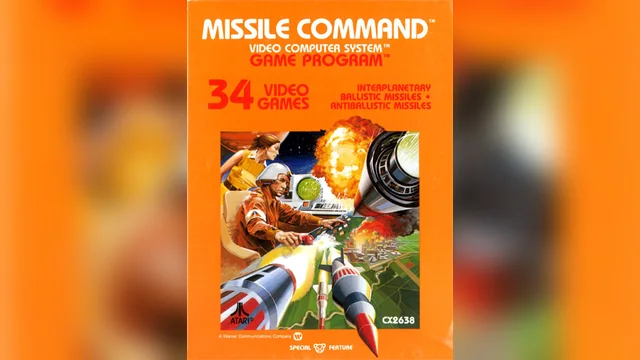 MISSILE COMMAND™
VIDEO COMPUTER SYSTEM™
GAME PROGRAM™
34 VIDEO
GAMES
INTERPLANETARY
BALLISTIC MISSILES •
ANTIBALLISTIC MISSILES
ATARI®
CX2638
A Warner Communications Company W
SPECIAL FEATURE